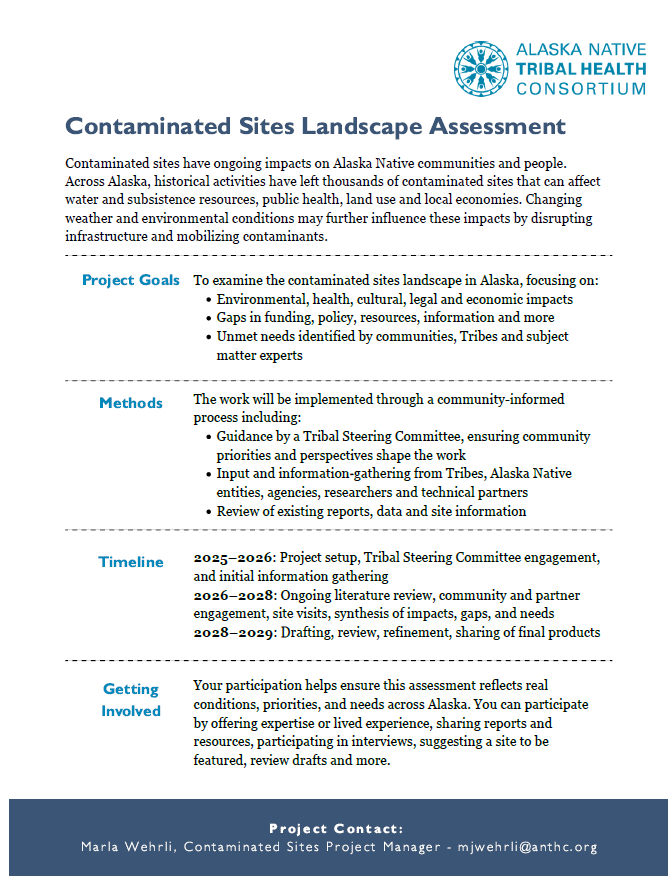 ALASKA NATIVE
TRIBAL HEALTH
CONSORTIUM
Contaminated Sites Landscape Assessment
Contaminated sites have ongoing impacts on Alaska Native communities and people.
Across Alaska, historical activities have left thousands of contaminated sites that can affect
water and subsistence resources, public health, land use and local economies. Changing
weather and environmental conditions may further influence these impacts by disrupting
infrastructure and mobilizing contaminants.
Project Goals
To examine the contaminated sites landscape in Alaska, focusing on:
• Environmental, health, cultural, legal and economic impacts
• Gaps in funding, policy, resources, information and more
• Unmet needs identified by communities, Tribes and subject
matter experts
Methods
The work will be implemented through a community-informed
process including:
• Guidance by a Tribal Steering Committee, ensuring community
priorities and perspectives shape the work
• Input and information-gathering from Tribes, Alaska Native
entities, agencies, researchers and technical partners
• Review of existing reports, data and site information
Timeline
2025–2026: Project setup, Tribal Steering Committee engagement,
and initial information gathering
2026–2028: Ongoing literature review, community and partner
engagement, site visits, synthesis of impacts, gaps, and needs
2028–2029: Drafting, review, refinement, sharing of final products
Getting
Involved
Your participation helps ensure this assessment reflects real
conditions, priorities, and needs across Alaska. You can participate
by offering expertise or lived experience, sharing reports and
resources, participating in interviews, suggesting a site to be
featured, review drafts and more.
Project Contact:
Marla Wehrli, Contaminated Sites Project Manager - mjwehrli@anthc.org